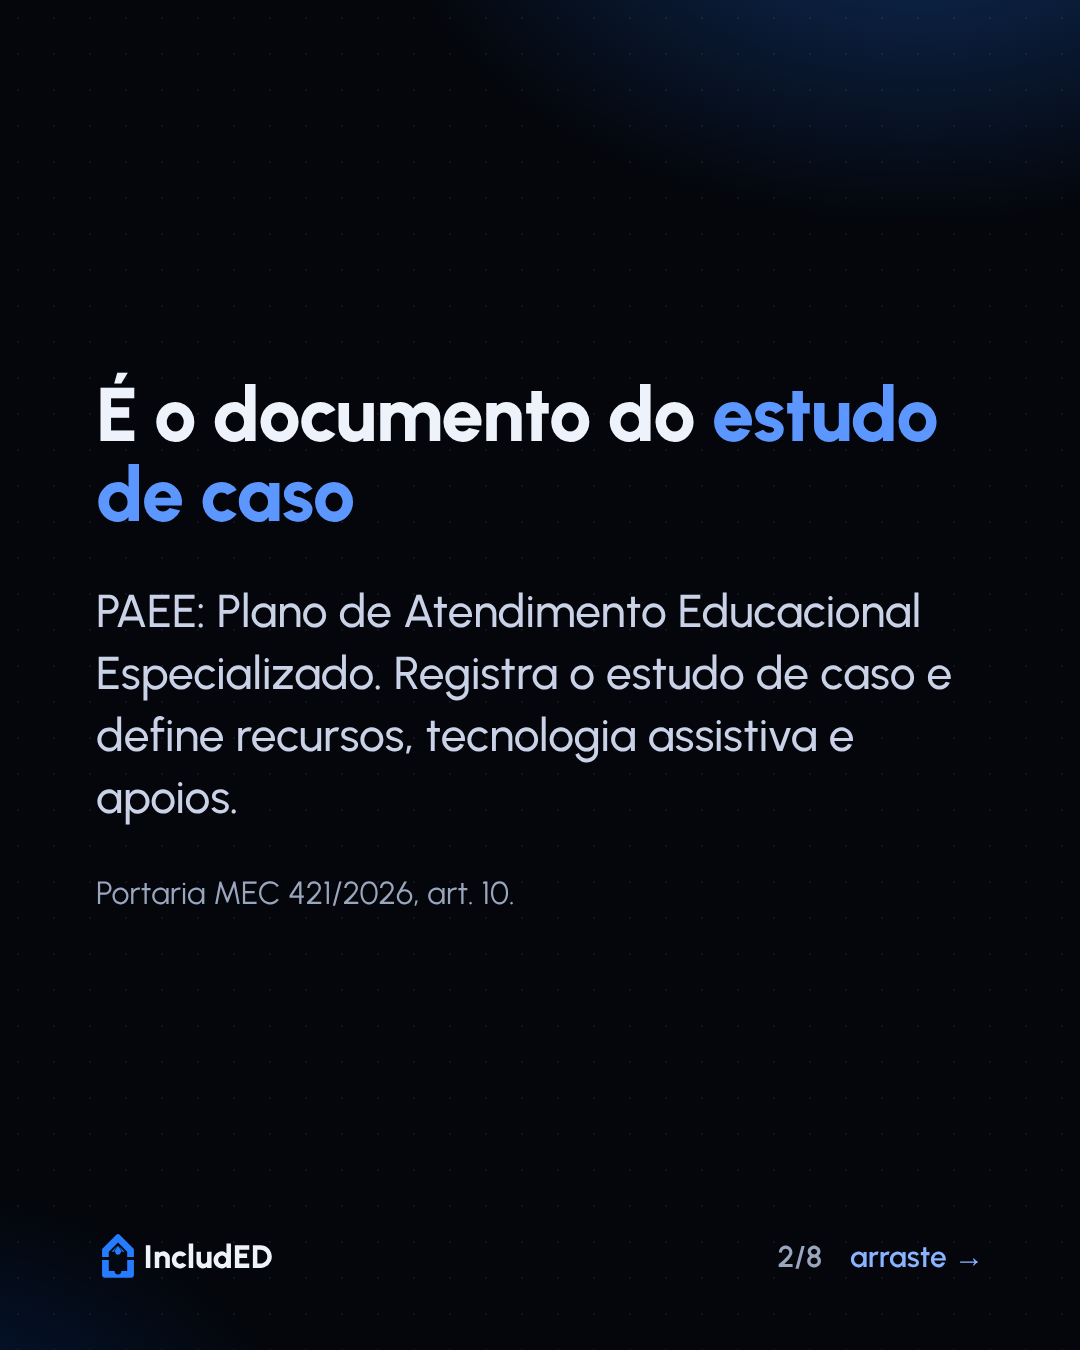 É o documento do estudo
de caso
PAEE: Plano de Atendimento Educacional
Especializado. Registra o estudo de caso e
define recursos, tecnologia assistiva e
apoios.
Portaria MEC 421/2026, art. 10.
IncludED
2/8 arraste →